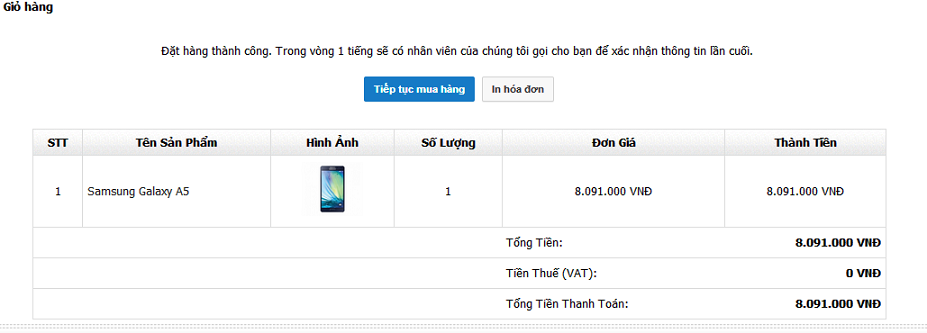 Giỏ hàng
Đặt hàng thành công. Trong vòng 1 tiếng sẽ có nhân viên của chúng tôi gọi cho bạn để xác nhận thông tin lần cuối.
Tiếp tục mua hàng In hóa đơn
STT Tên Sản Phẩm Hình Ảnh Số Lượng Đơn Giá Thành Tiền
1 Samsung Galaxy A5 1 8.091.000 VNĐ 8.091.000 VNĐ
Tổng Tiền: 8.091.000 VNĐ
Tiền Thuế (VAT): 0 VNĐ
Tổng Tiền Thanh Toán: 8.091.000 VNĐ